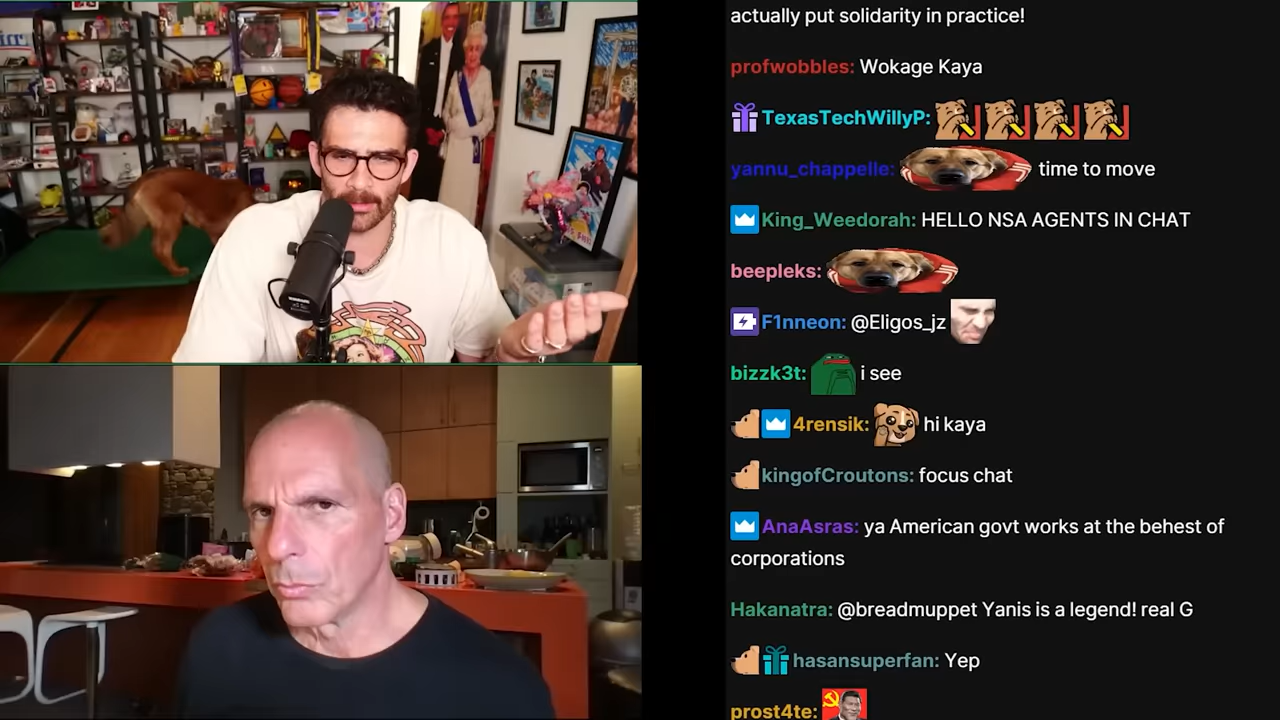 actually put solidarity in practice!
profwobbles: Wokage Kaya
TexasTechWillyP:
yannu_chappelle: time to move
King_Weedorah: HELLO NSA AGENTS IN CHAT
beepleks:
F1nneon: @Eligos_jz
bizzk3t: i see
4rensik: hi kaya
kingofCroutons: focus chat
AnaAsras: ya American govt works at the behest of
corporations
Hakanatra: @breadmuppet Yanis is a legend! real G
hasansuperfan: Yep
prost4te: